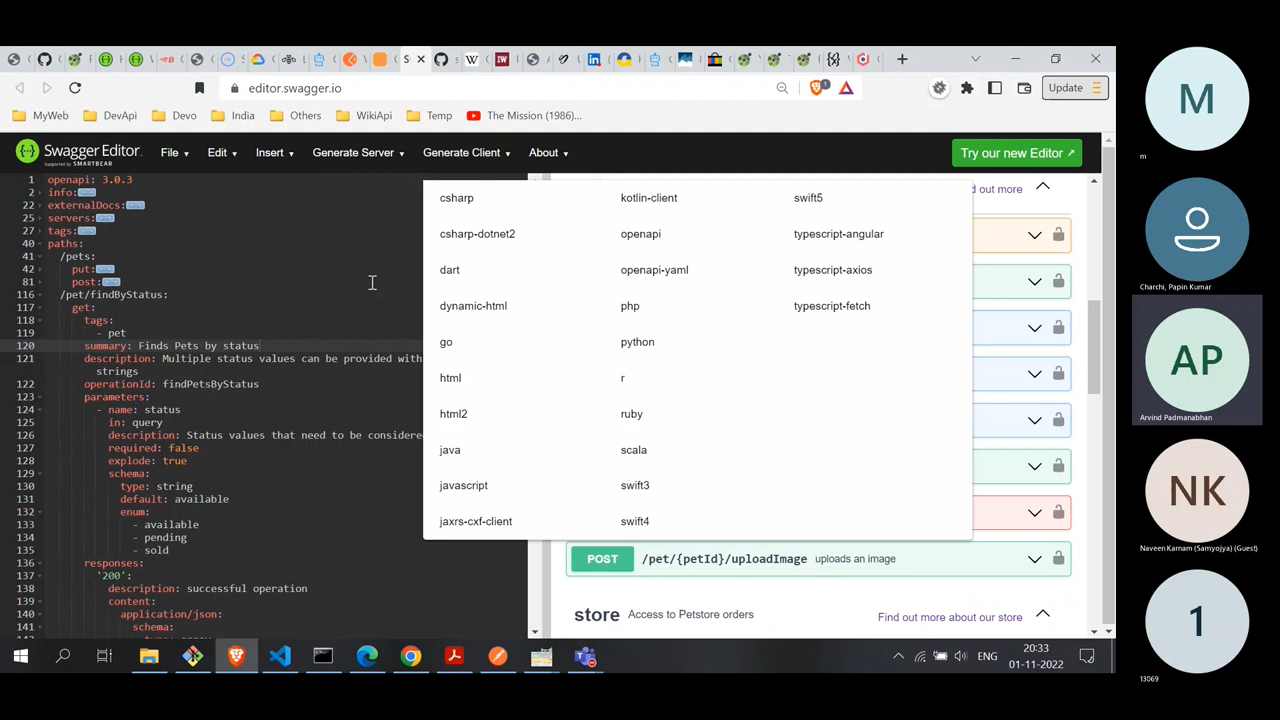 editor.swagger.io
Update
MyWeb
DevApi
Devo
India
Others
WikiApi
Temp
The Mission (1986)...
Swagger Editor
Supported by SMARTBEAR
File
Edit
Insert
Generate Server
Generate Client
About
Try our new Editor
1 openapi: 3.0.3
2 info:
22 externalDocs:
25 servers:
27 tags:
40 paths:
41 /pets:
42 put:
81 post:
116 /pet/findByStatus:
117 get:
118 tags:
119 - pet
120 summary: Finds Pets by status
121 description: Multiple status values can be provided with
strings
122 operationId: findPetsByStatus
123 parameters:
124 - name: status
125 in: query
126 description: Status values that need to be considere
127 required: false
128 explode: true
129 schema:
130 type: string
131 default: available
132 enum:
133 - available
134 - pending
135 - sold
136 responses:
137 '200':
138 description: successful operation
139 content:
140 application/json:
141 schema:
csharp
csharp-dotnet2
dart
dynamic-html
go
html
html2
java
javascript
jaxrs-cxf-client
kotlin-client
openapi
openapi-yaml
php
python
r
ruby
scala
swift3
swift4
swift5
typescript-angular
typescript-axios
typescript-fetch
d out more
POST /pet/{petId}/uploadImage uploads an image
store Access to Petstore orders
Find out more about our store
ENG
20:33
01-11-2022
M
m
Charchi, Papin Kumar
AP
Arvind Padmanabhan
NK
Naveen Karnam (Samyojya) (Guest)
1
13069